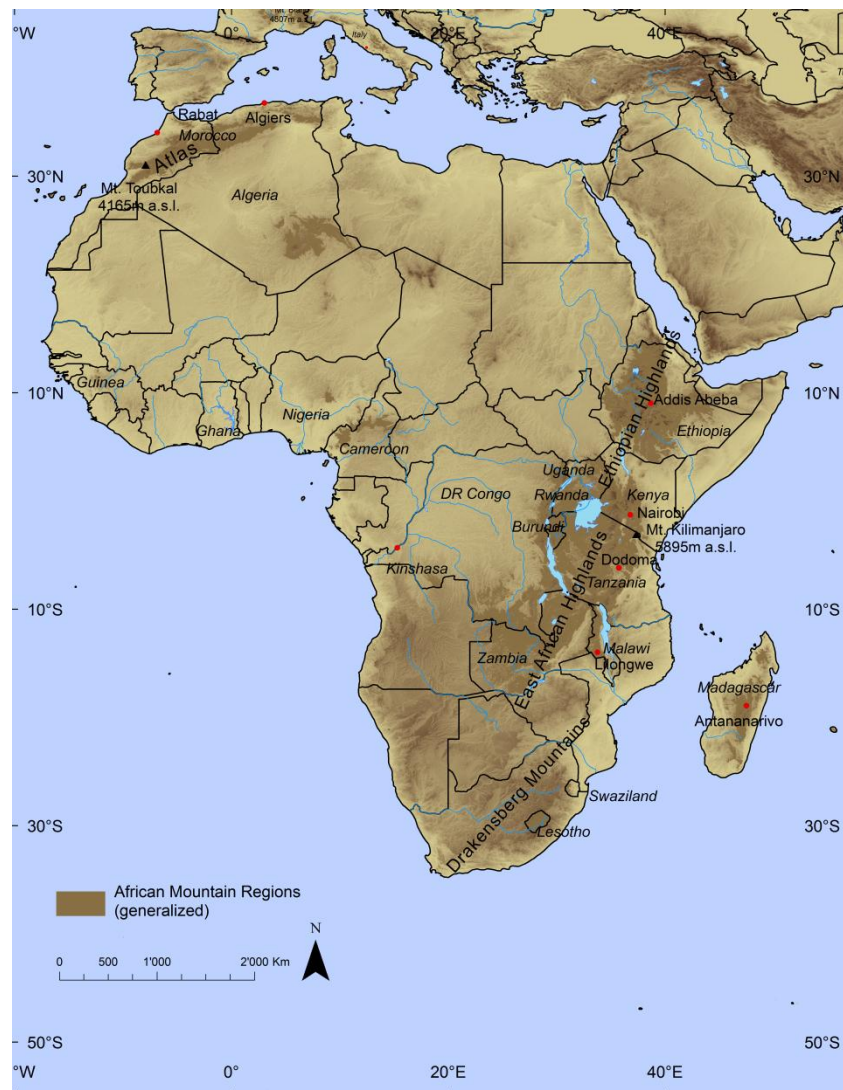 °W
0°
Mt. Blanc
4807m a.s.l.
Italy
20°E
40°E
Rabat
Algiers
Morocco
Atlas
30°N
30°N
Mt. Toubkal
4165m a.s.l.
Algeria
10°N
10°N
Guinea
Ghana
Nigeria
Cameroon
Ethiopian Highlands
Addis Abeba
Ethiopia
Uganda
DR Congo
Rwanda
Kenya
Nairobi
Burundi
Mt. Kilimanjaro
5895m a.s.l.
Kinshasa
Dodoma
Tanzania
East African Highlands
10°S
10°S
Zambia
Malawi
Lilongwe
Madagascar
Antananarivo
Drakensberg Mountains
Swaziland
30°S
30°S
Lesotho
African Mountain Regions
(generalized)
N
0 500 1'000 2'000 Km
50°S
50°S
°W
0°
20°E
40°E